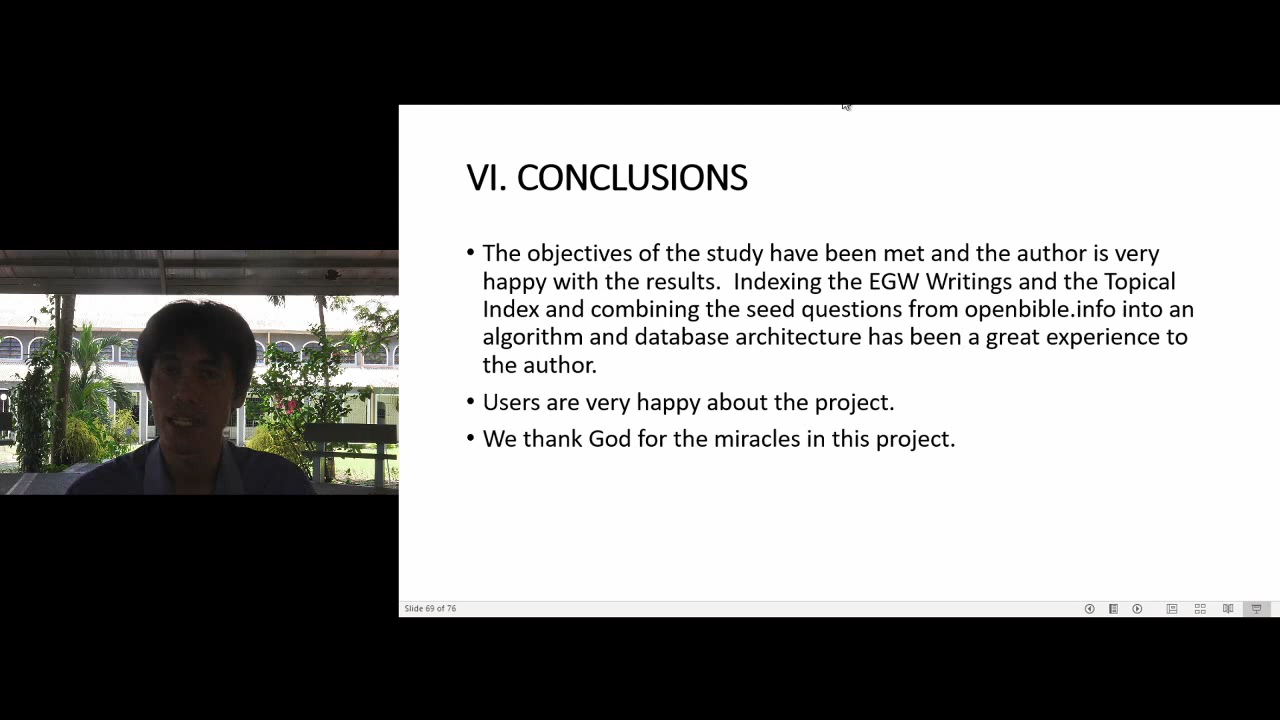 VI. CONCLUSIONS
• The objectives of the study have been met and the author is very
happy with the results.  Indexing the EGW Writings and the Topical
Index and combining the seed questions from openbible.info into an
algorithm and database architecture has been a great experience to
the author.
• Users are very happy about the project.
• We thank God for the miracles in this project.
Slide 69 of 76